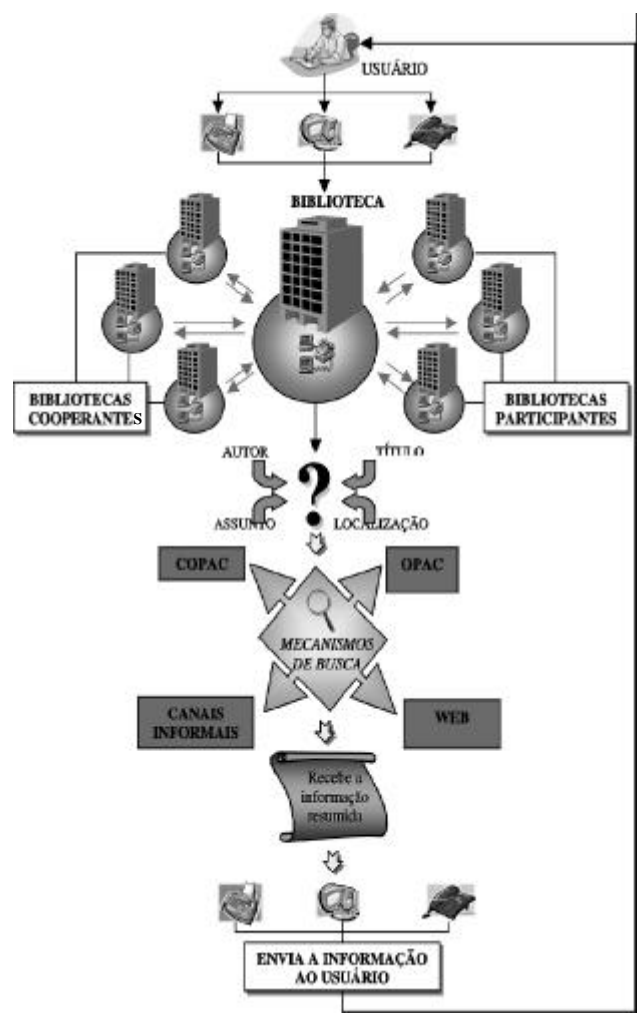 USUÁRIO
BIBLIOTECA
BIBLIOTECAS
COOPERANTES
BIBLIOTECAS
PARTICIPANTES
AUTOR
TÍTULO
?
ASSUNTO
LOCALIZAÇÃO
COPAC
OPAC
MECANISMOS
DE BUSCA
CANAIS
INFORMAIS
WEB
Recebe a
informação
resumida
ENVIA A INFORMAÇÃO
AO USUÁRIO